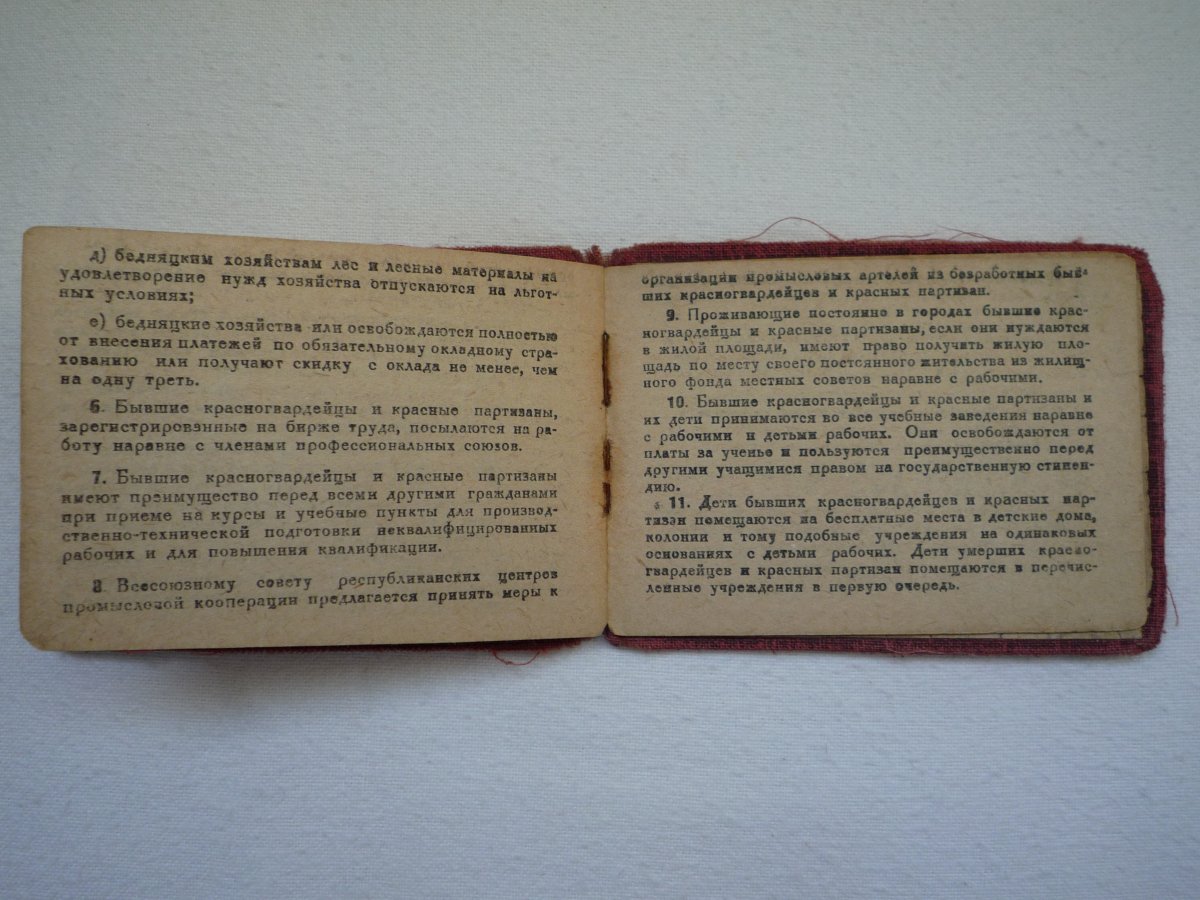 д) бедняцким хозяйствам лес и лесные материалы на
удовлетворение нужд хозяйства отпускаются на льгот-
ных условиях;
е) бедняцкие хозяйства или освобождаются полностью
от внесения платежей по обязательному окладному стра-
хованию или получают скидку с оклада не менее, чем
на одну треть.
6. Бывшие красногвардейцы и красные партизаны,
зарегистрированные на бирже труда, посылаются на ра-
боту наравне с членами профессиональных союзов.
7. Бывшие красногвардейцы и красные партизаны
имеют преимущество перед всеми другими гражданами
при приеме на курсы и учебные пункты для производ-
ственно-технической подготовки неквалифицированных
рабочих и для повышения квалификации.
8. Всесоюзному совету республиканских центров
промысловой кооперации предлагается принять меры к
организации промысловых артелей из безработных быв-
ших красногвардейцев и красных партизан.
9. Проживающие постоянно в городах бывшие крас-
ногвардейцы и красные партизаны, если они нуждаются
в жилой площади, имеют право получить жилую пло-
щадь по месту своего постоянного жительства из жилищ-
ного фонда местных советов наравне с рабочими.
10. Бывшие красногвардейцы и красные партизаны и
их дети принимаются во все учебные заведения наравне
с рабочими и детьми рабочих. Они освобождаются от
платы за ученье и пользуются преимущественно перед
другими учащимися правом на государственную стипен-
дию.
11. Дети бывших красногвардейцев и красных пар-
тизан помещаются на бесплатные места в детские дома,
колонии и тому подобные учреждения на одинаковых
основаниях с детьми рабочих. Дети умерших красно-
гвардейцев и красных партизан помещаются в перечис-
ленные учреждения в первую очередь.